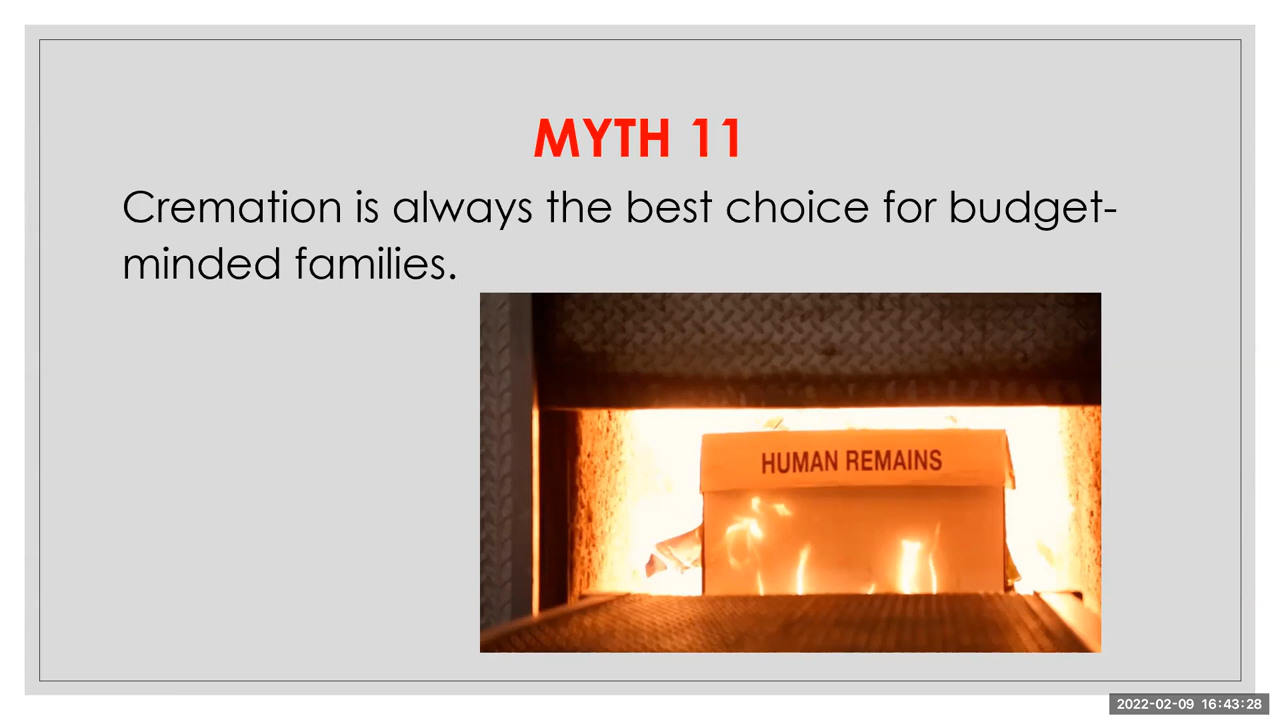 MYTH 11
Cremation is always the best choice for budget-
minded families.
HUMAN REMAINS
2022-02-09 16:43:28